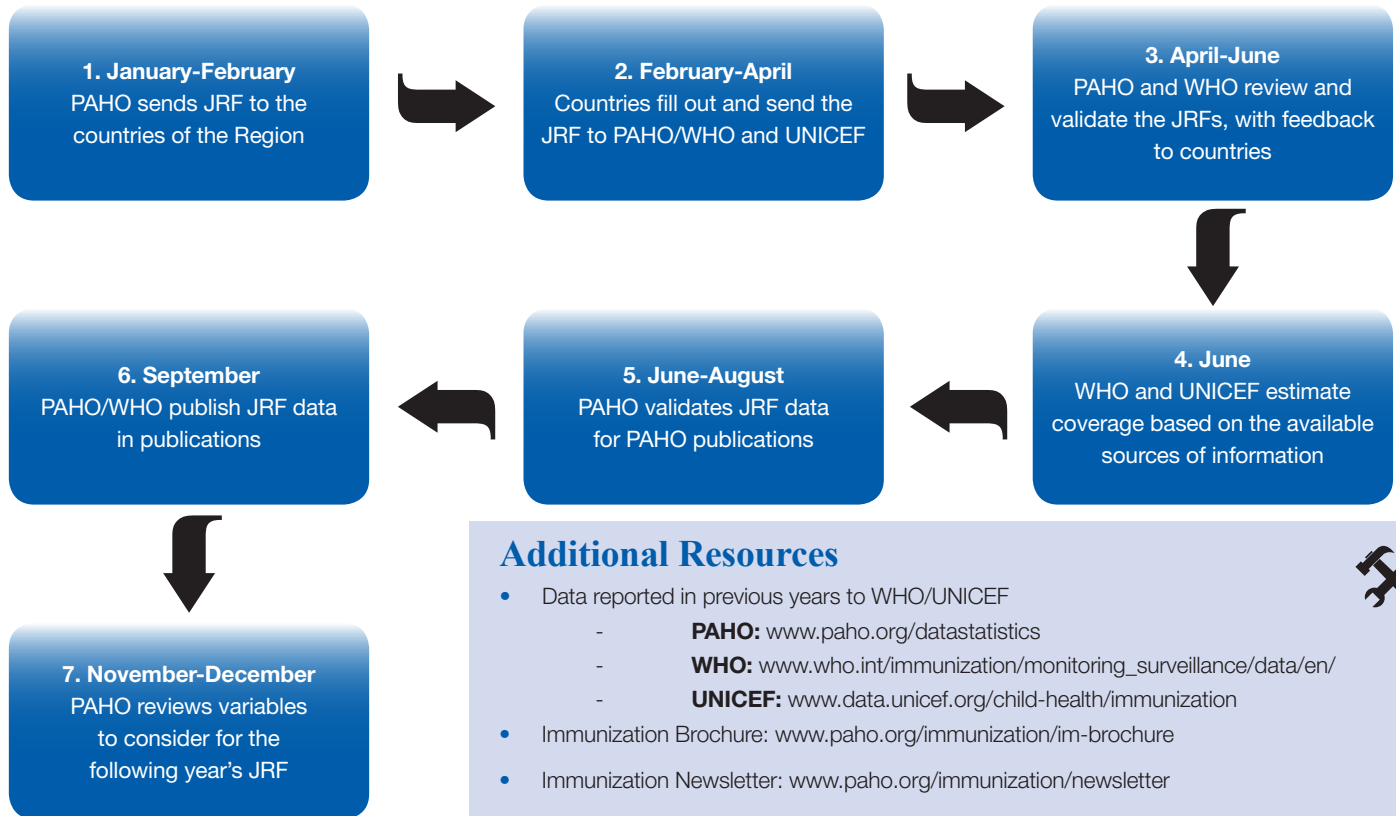 1. January-February
PAHO sends JRF to the
countries of the Region
2. February-April
Countries fill out and send the
JRF to PAHO/WHO and UNICEF
3. April-June
PAHO and WHO review and
validate the JRFs, with feedback
to countries
4. June
WHO and UNICEF estimate
coverage based on the available
sources of information
5. June-August
PAHO validates JRF data
for PAHO publications
6. September
PAHO/WHO publish JRF data
in publications
7. November-December
PAHO reviews variables
to consider for the
following year’s JRF
Additional Resources
• Data reported in previous years to WHO/UNICEF
- PAHO: www.paho.org/datastatistics
- WHO: www.who.int/immunization/monitoring_surveillance/data/en/
- UNICEF: www.data.unicef.org/child-health/immunization
• Immunization Brochure: www.paho.org/immunization/im-brochure
• Immunization Newsletter: www.paho.org/immunization/newsletter